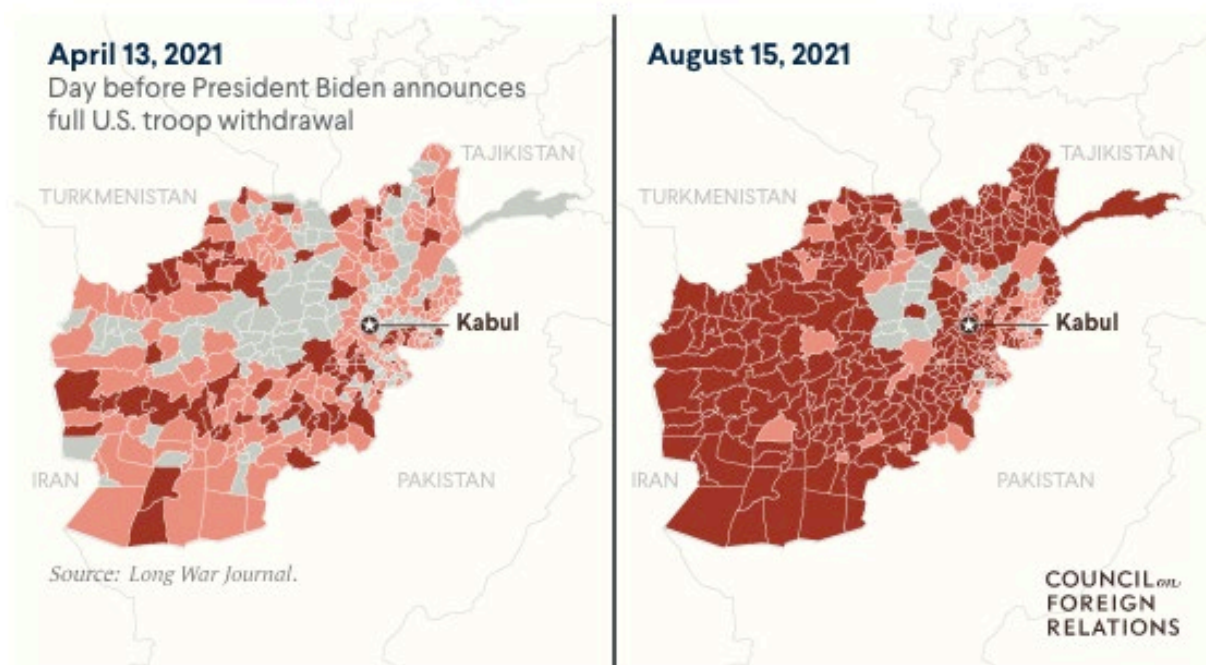 April 13, 2021
Day before President Biden announces
full U.S. troop withdrawal
TAJIKISTAN
TURKMENISTAN
Kabul
IRAN
PAKISTAN
Source: Long War Journal.
August 15, 2021
TAJIKISTAN
TURKMENISTAN
Kabul
IRAN
PAKISTAN
COUNCIL on
FOREIGN
RELATIONS